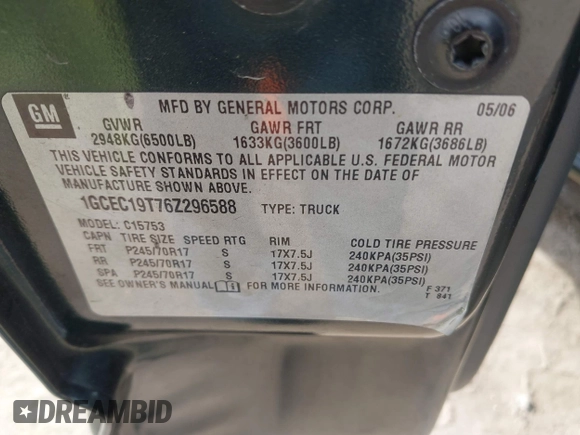 GM
MFD BY GENERAL MOTORS CORP. 05/06
GVWR GAWR FRT GAWR RR
2948KG(6500LB) 1633KG(3600LB) 1672KG(3686LB)
THIS VEHICLE CONFORMS TO ALL APPLICABLE U.S. FEDERAL MOTOR
VEHICLE SAFETY STANDARDS IN EFFECT ON THE DATE OF
MANUFACTURE SHOWN ABOVE.
1GCEC19T76Z296588 TYPE: TRUCK
MODEL: C15753
CAPN TIRE SIZE SPEED RTG RIM COLD TIRE PRESSURE
FRT P245/70R17 S 17X7.5J 240KPA(35PSI)
RR P245/70R17 S 17X7.5J 240KPA(35PSI)
SPA P245/70R17 S 17X7.5J 240KPA(35PSI)
SEE OWNER'S MANUAL FOR MORE INFORMATION. F 371
T 841
DREAMBID